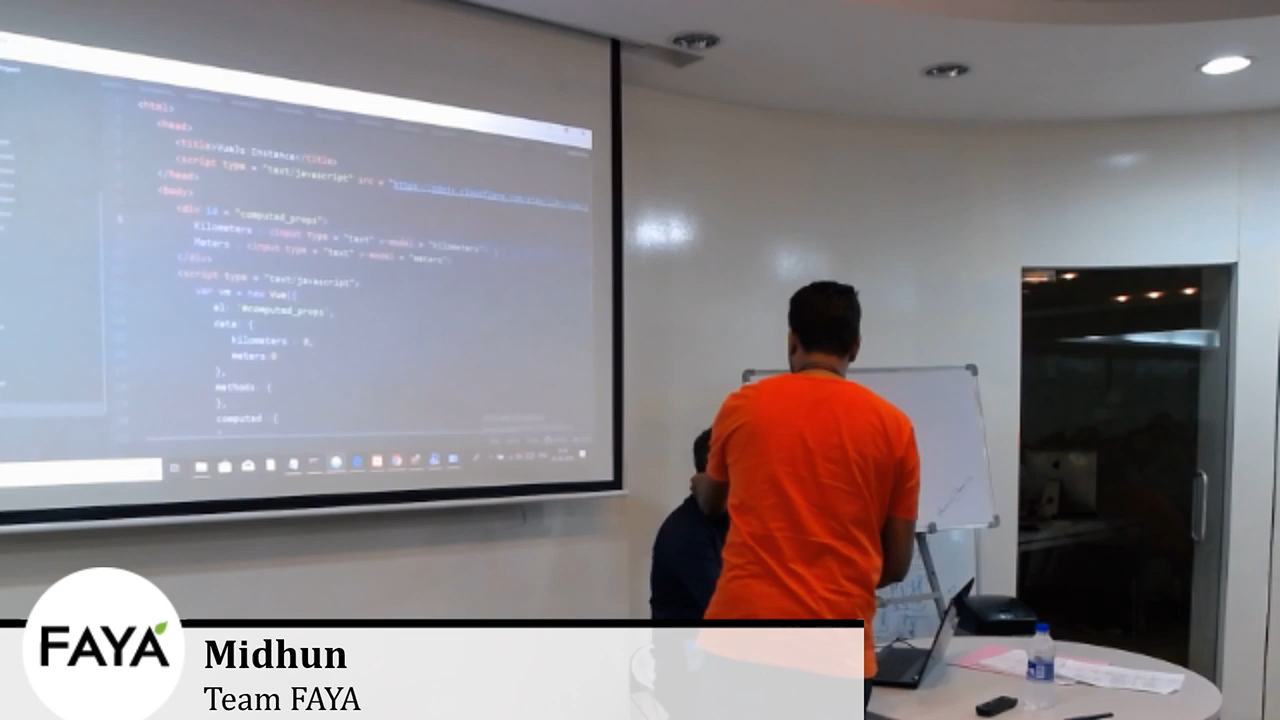 <html>
<head>
<title>VueJs Instance</title>
<script type = "text/javascript" src = "https://
</head>
<body>
<div id = "computed_props">
Kilometers : <input type = "text" v-model = "kilometers">
Meters : <input type = "text" v-model = "meters">
</div>
<script type = "text/javascript">
var vm = new Vue({
el: '#computed_props',
data: {
kilometers : 0,
meters:0
},
methods: {
},
computed :{
FAYA
Midhun
Team FAYA